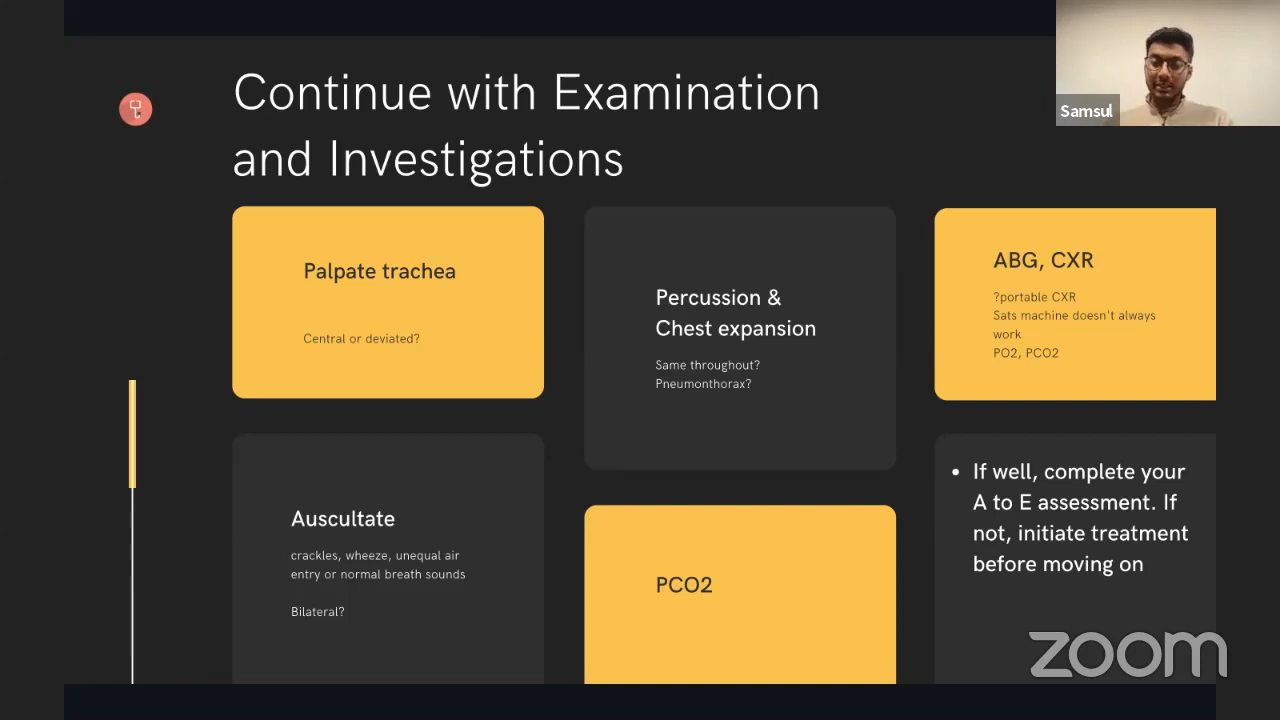 Continue with Examination
and Investigations
Samsul
Palpate trachea
Central or deviated?
Percussion &
Chest expansion
Same throughout?
Pneumonthorax?
ABG, CXR
?portable CXR
Sats machine doesn't always
work
PO2, PCO2
Auscultate
crackles, wheeze, unequal air
entry or normal breath sounds
Bilateral?
PCO2
• If well, complete your
A to E assessment. If
not, initiate treatment
before moving on
zoom